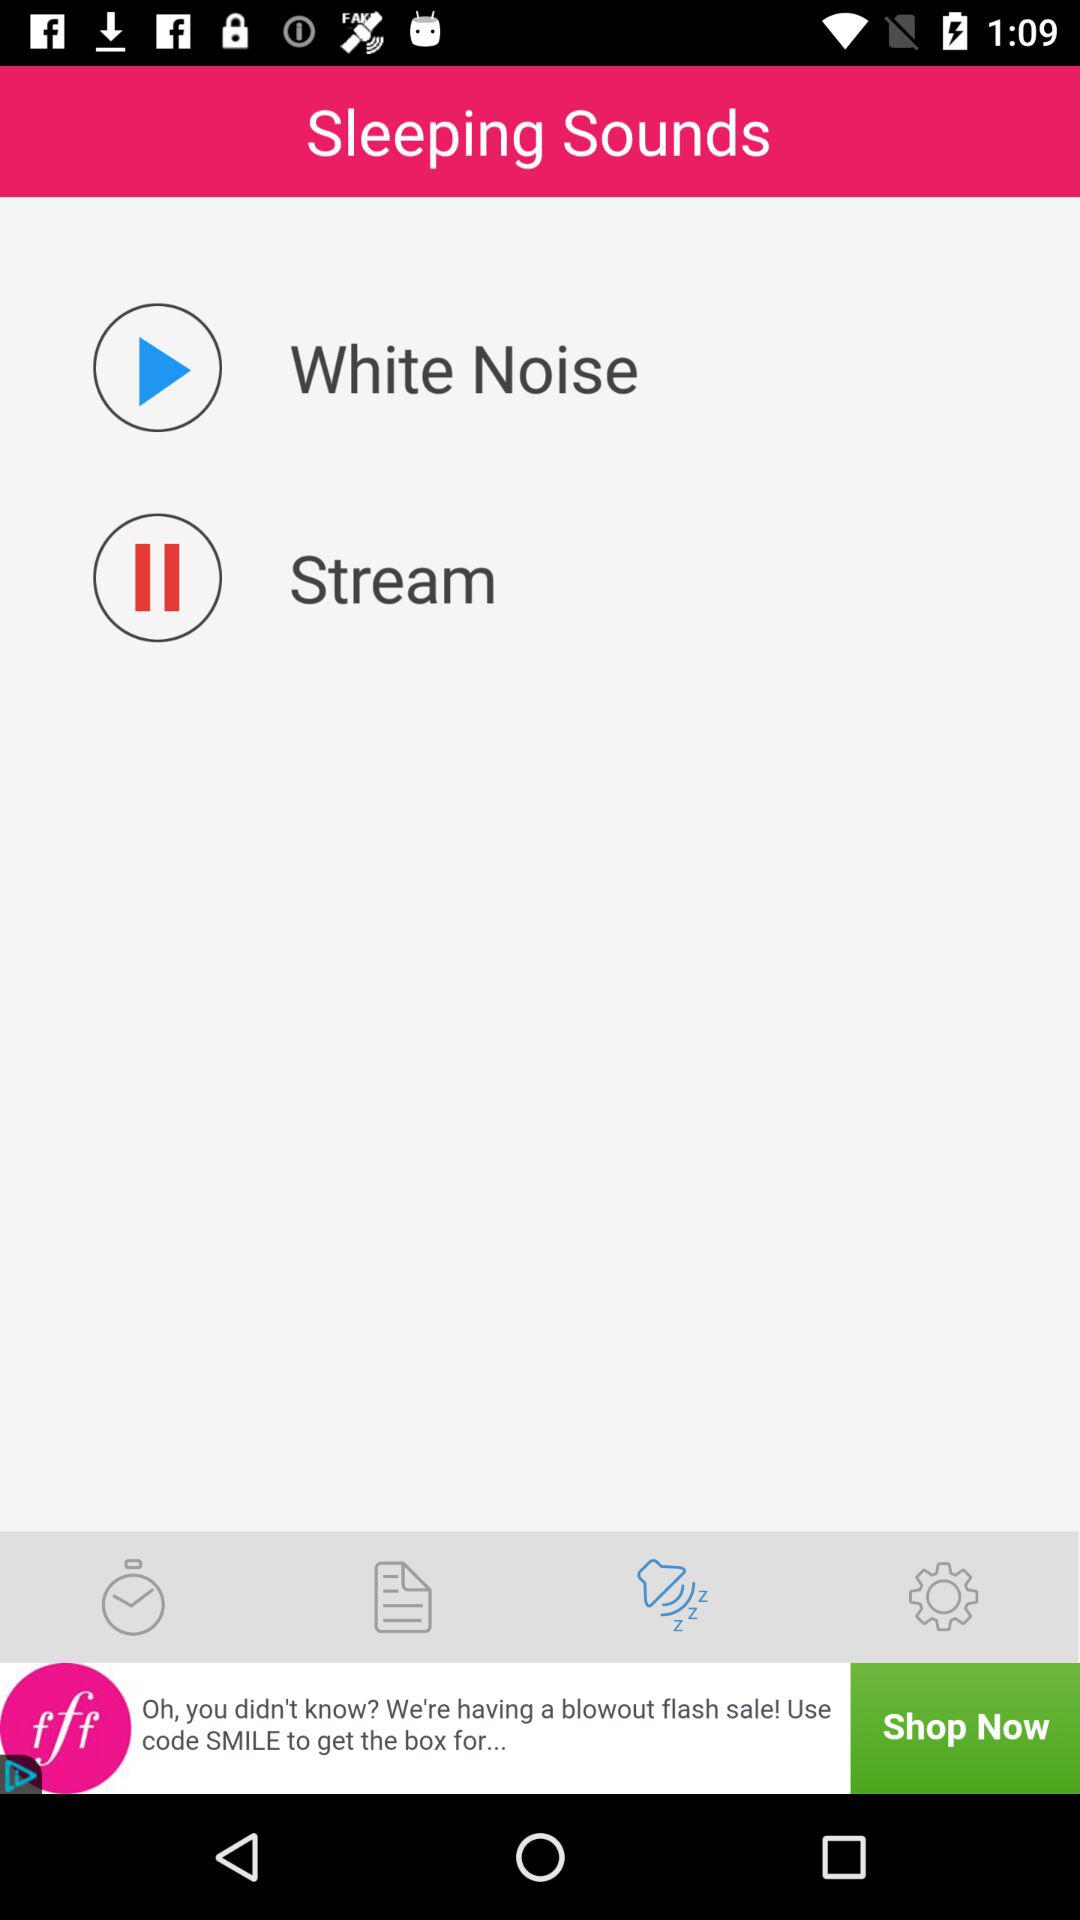 FAKE
1:09
Sleeping Sounds
White Noise
Stream
z
z
z
fff
Oh, you didn't know? We're having a blowout flash sale! Use
code SMILE to get the box for...
Shop Now